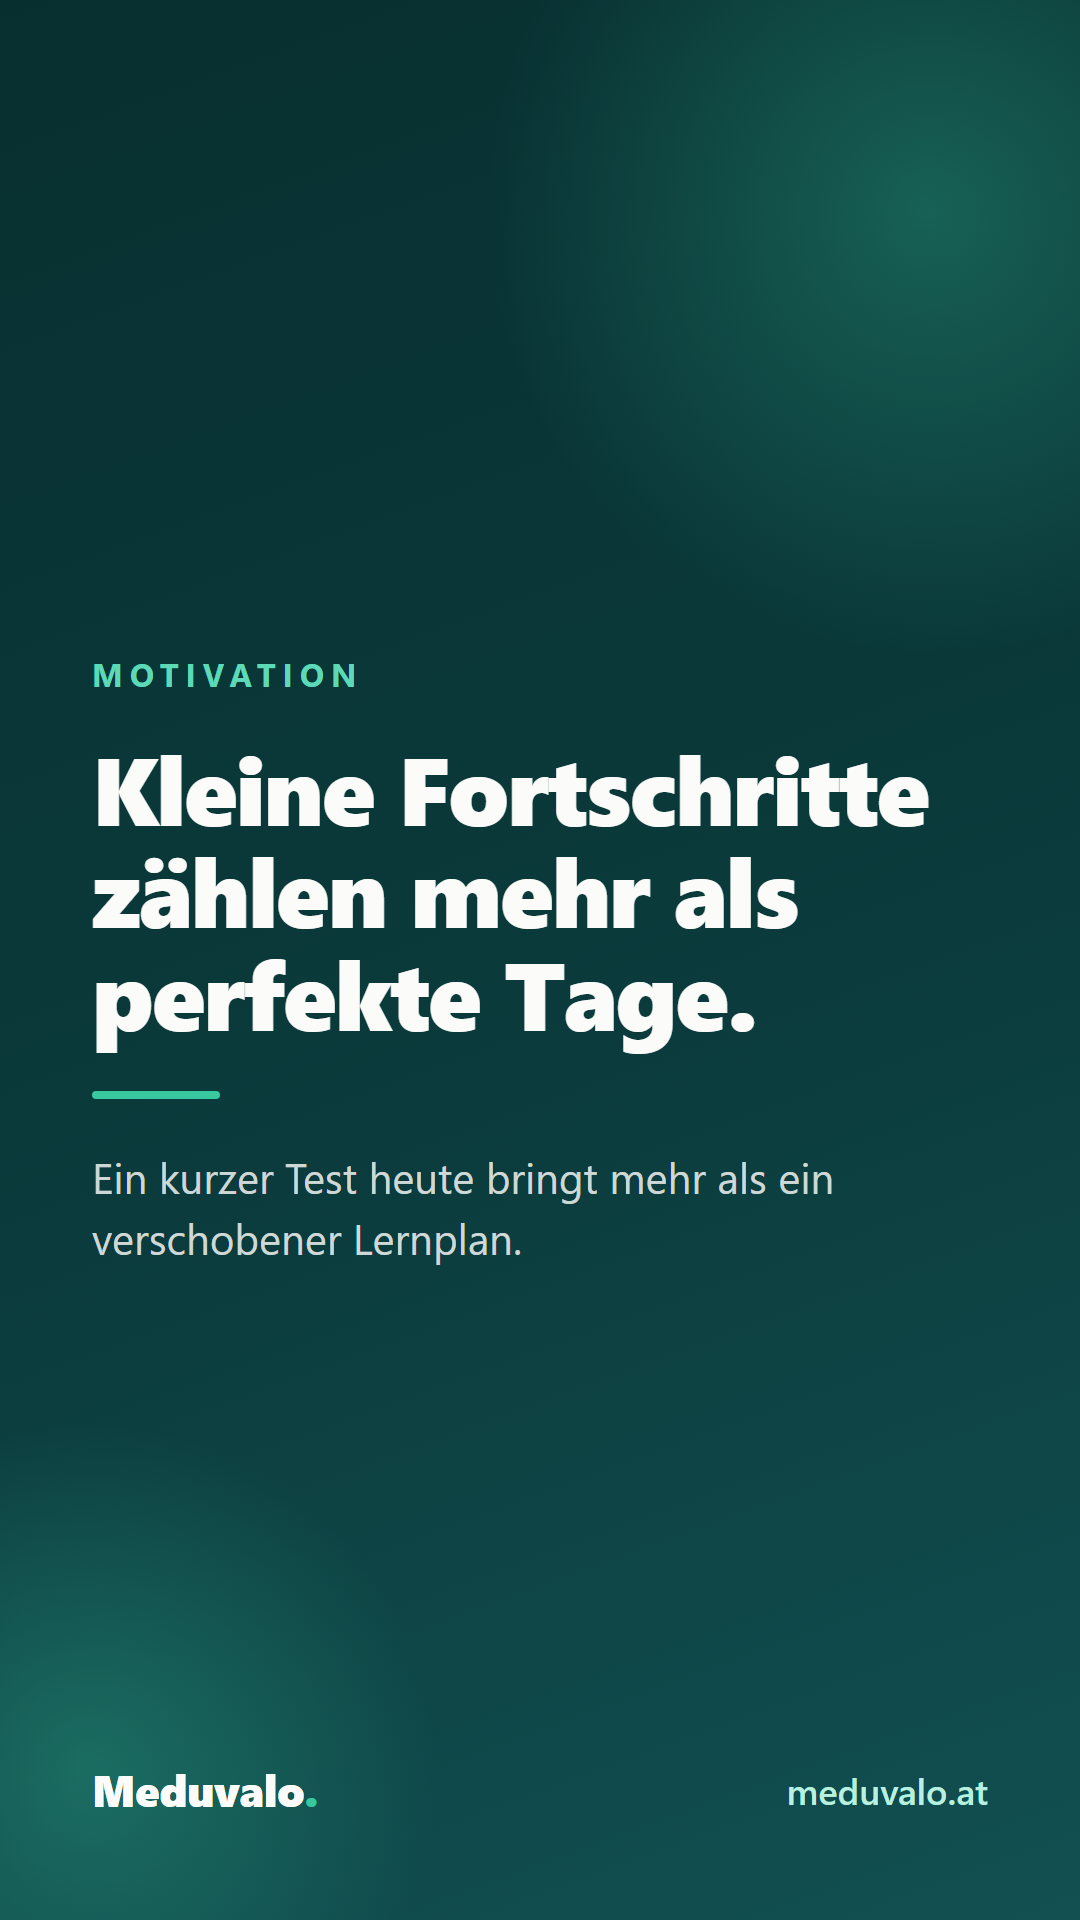 MOTIVATION
Kleine Fortschritte
zählen mehr als
perfekte Tage.
Ein kurzer Test heute bringt mehr als ein
verschobener Lernplan.
Meduvalo.
meduvalo.at